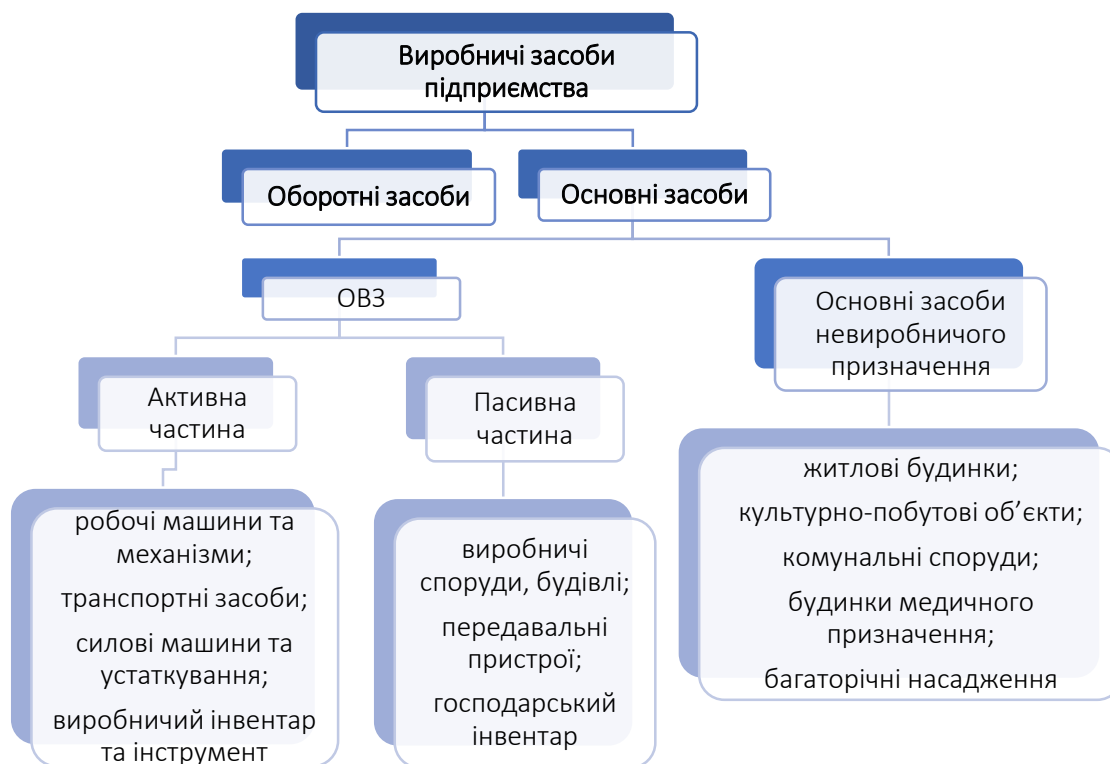 Виробничі засоби
підприємства
Оборотні засоби
Основні засоби
ОВЗ
Основні засоби
невиробничого
призначення
Активна
частина
Пасивна
частина
робочі машини та
механізми;
транспортні засоби;
силові машини та
устаткування;
виробничий інвентар
та інструмент
виробничі
споруди, будівлі;
передавальні
пристрої;
господарський
інвентар
житлові будинки;
культурно-побутові об’єкти;
комунальні споруди;
будинки медичного
призначення;
багаторічні насадження